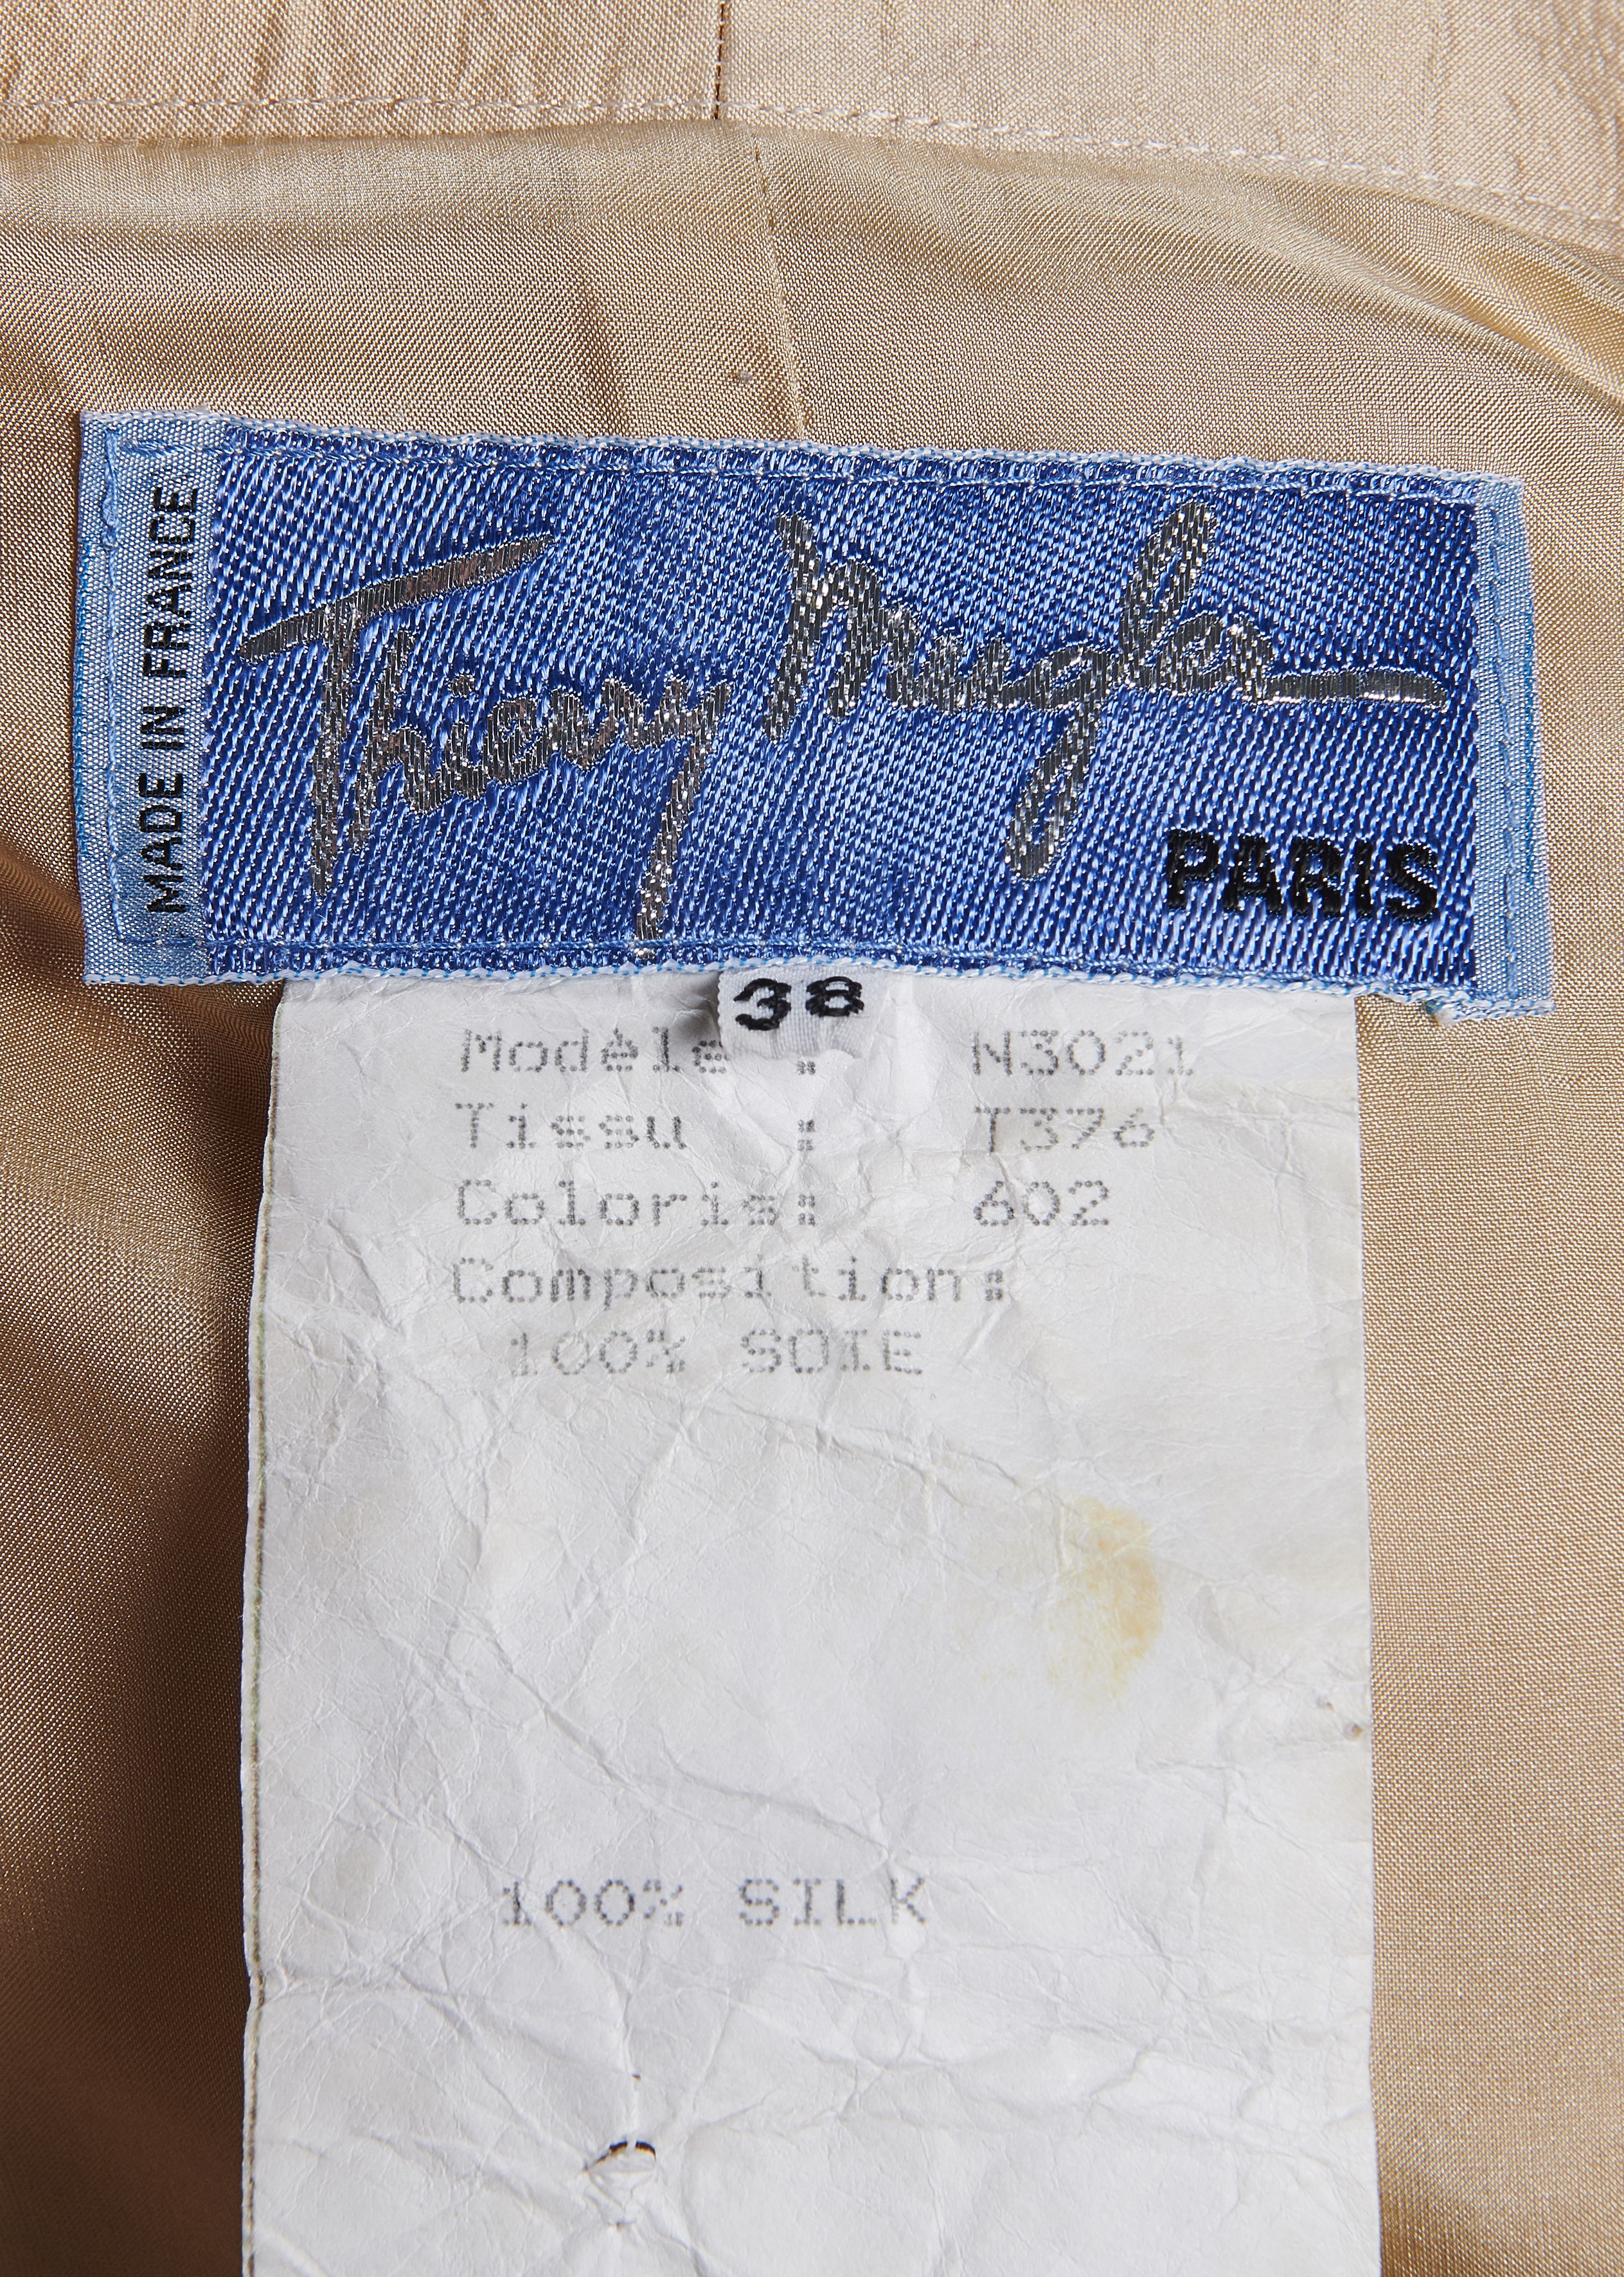 MADE IN FRANCE
Thierry Mugler
PARIS
38
Modèle : N3021
Tissu : T376
Coloris: 602
Composition:
100% SOIE
100% SILK